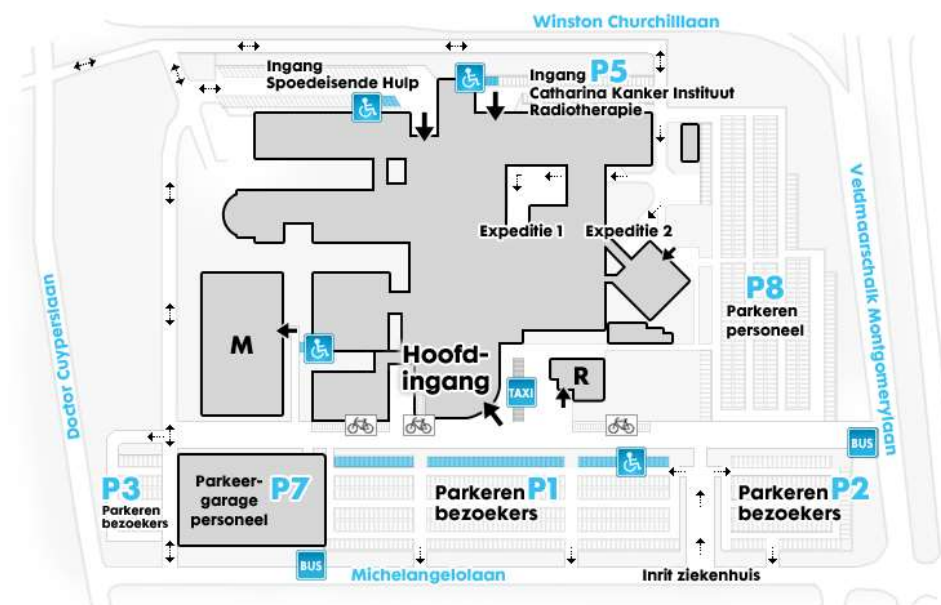 Winston Churchilllaan
Ingang
Spoedeisende Hulp
Ingang P5
Catharina Kanker Instituut
Radiotherapie
Expeditie 1
Expeditie 2
Veldmaarschalk Montgomerylaan
Doctor Cuyperslaan
P8
Parkeren
personeel
M
Hoofd-
ingang
TAXI
R
BUS
P3
Parkeren
bezoekers
Parkeer-
garage
personeel
P7
Parkeren P1
bezoekers
Parkeren P2
bezoekers
BUS
Michelangelolaan
Inrit ziekenhuis